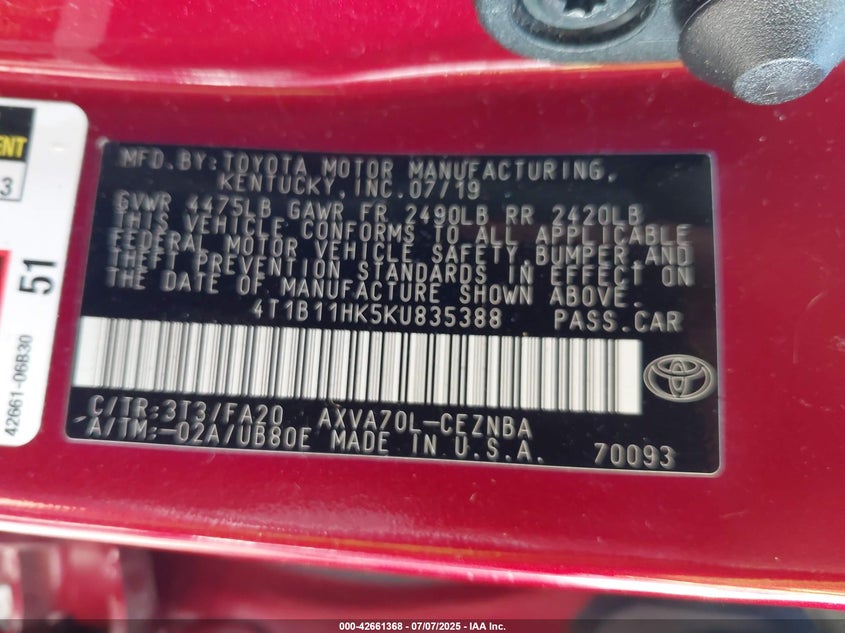 MFD.BY:TOYOTA MOTOR MANUFACTURING,
KENTUCKY,INC.07/19
GVWR 4475LB GAWR FR 2490LB RR 2420LB
THIS VEHICLE CONFORMS TO ALL APPLICABLE
FEDERAL MOTOR VEHICLE SAFETY,BUMPER,AND
THEFT PREVENTION STANDARDS IN EFFECT ON
THE DATE OF MANUFACTURE SHOWN ABOVE.
4T1B11HK5KU835388 PASS.CAR
C/TR:3T3/FA20 AXVA70L-CEZNBA
A/TM:-02A/UB80E MADE IN U.S.A. 70093
3
51
42661-06B30
000-42661368 - 07/07/2025 - IAA Inc.